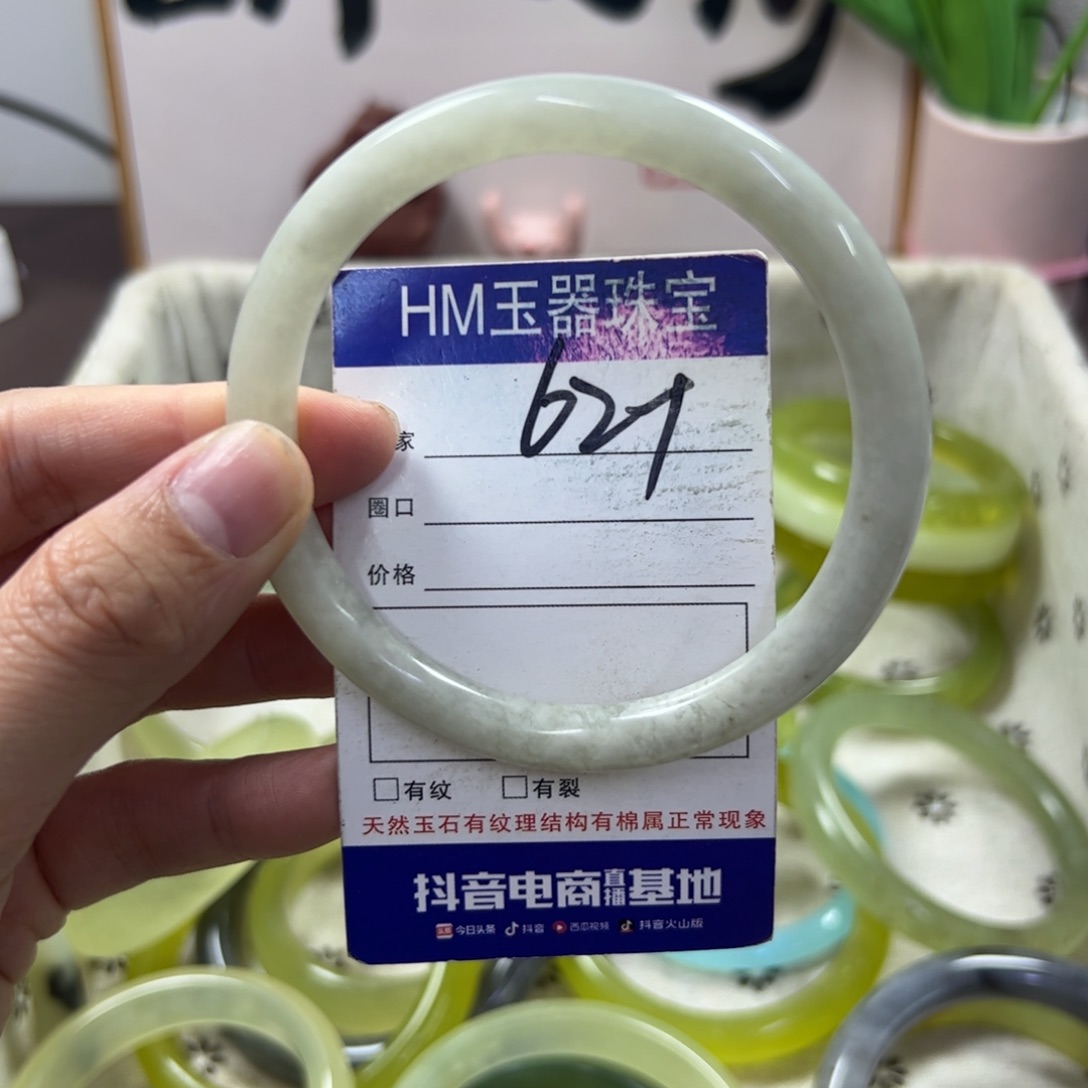 HM玉器珠宝
621
家
圈口
价格
有纹 有裂
天然玉石有纹理结构有棉属正常现象
抖音电商直播基地
头条 今日头条 抖音 西瓜视频 抖音火山版